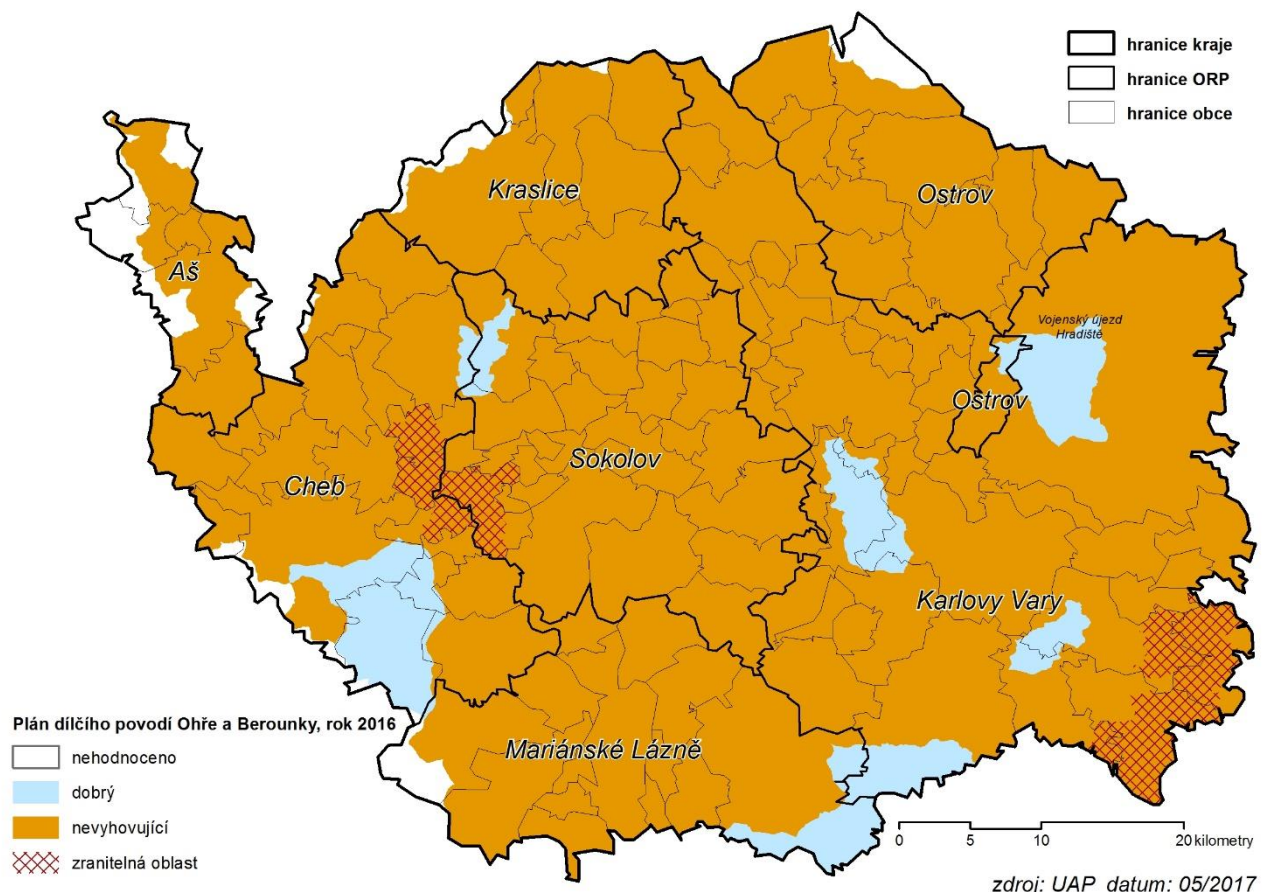 hranice kraje
hranice ORP
hranice obce
Kraslice
Ostrov
Aš
Vojenský újezd
Hradiště
Ostrov
Sokolov
Cheb
Karlovy Vary
Mariánské Lázně
Plán dílčího povodí Ohře a Berounky, rok 2016
nehodnoceno
dobrý
nevyhovující
zranitelná oblast
0 5 10 20 kilometry
zdroj: UAP datum: 05/2017